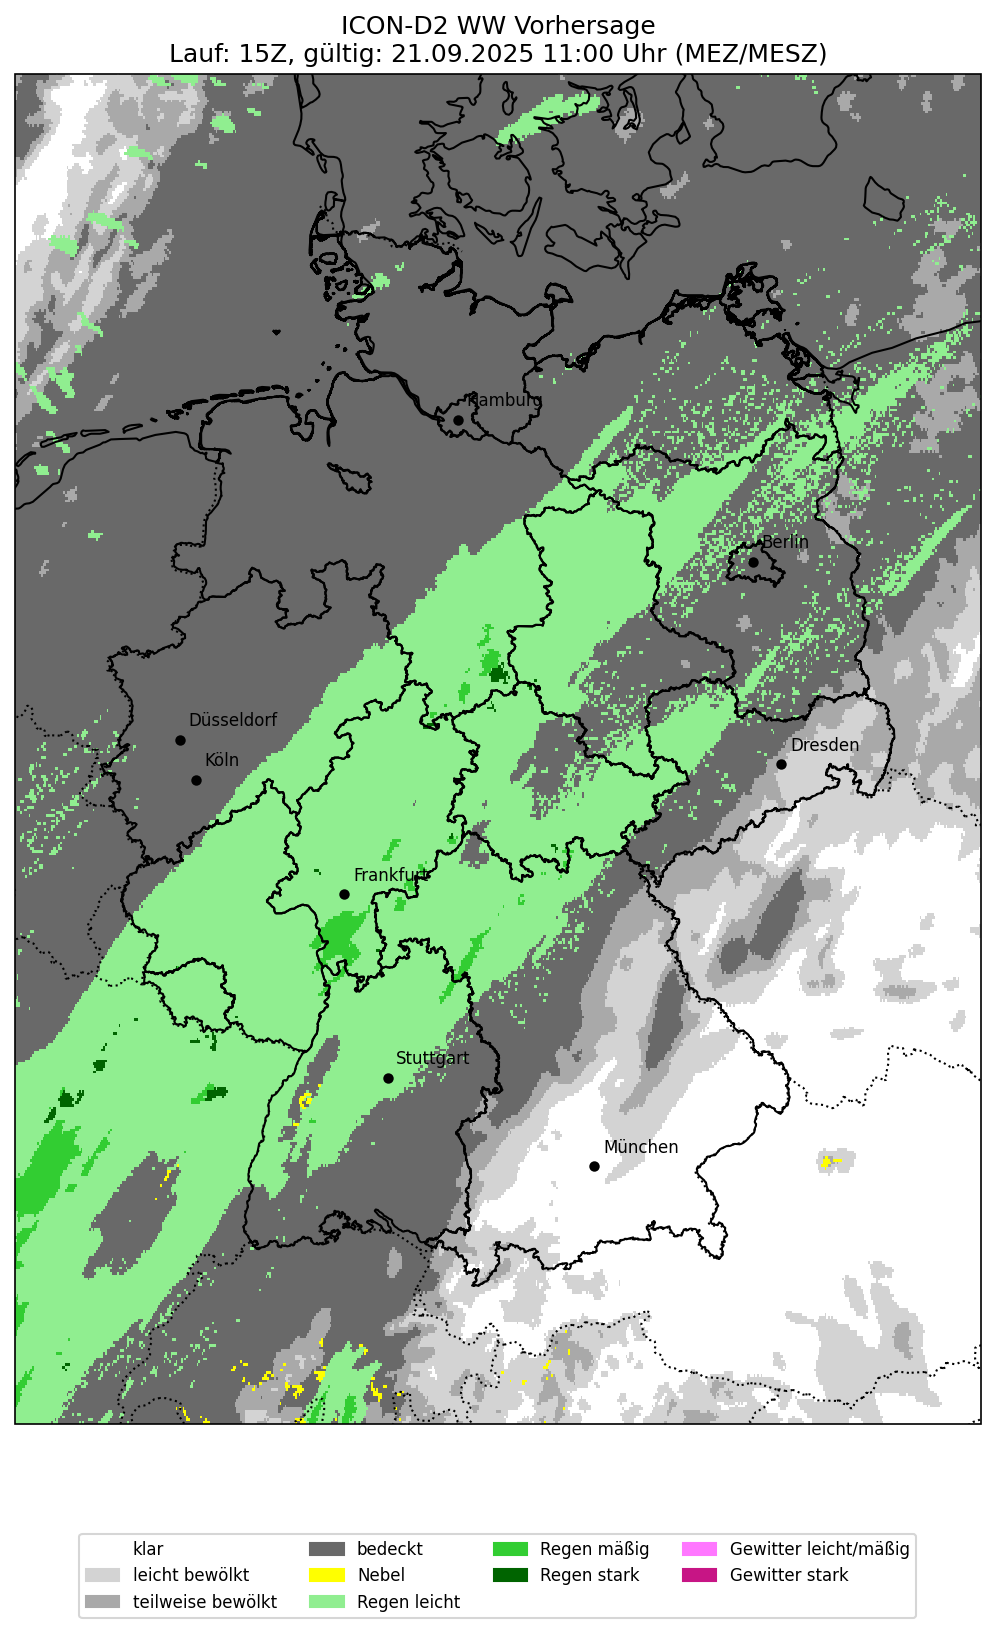 ICON-D2 WW Vorhersage
Lauf: 15Z, gültig: 21.09.2025 11:00 Uhr (MEZ/MESZ)
Hamburg
Berlin
Düsseldorf
Dresden
Köln
Frankfurt
Stuttgart
München
klar
leicht bewölkt
teilweise bewölkt
bedeckt
Nebel
Regen leicht
Regen mäßig
Regen stark
Gewitter leicht/mäßig
Gewitter stark